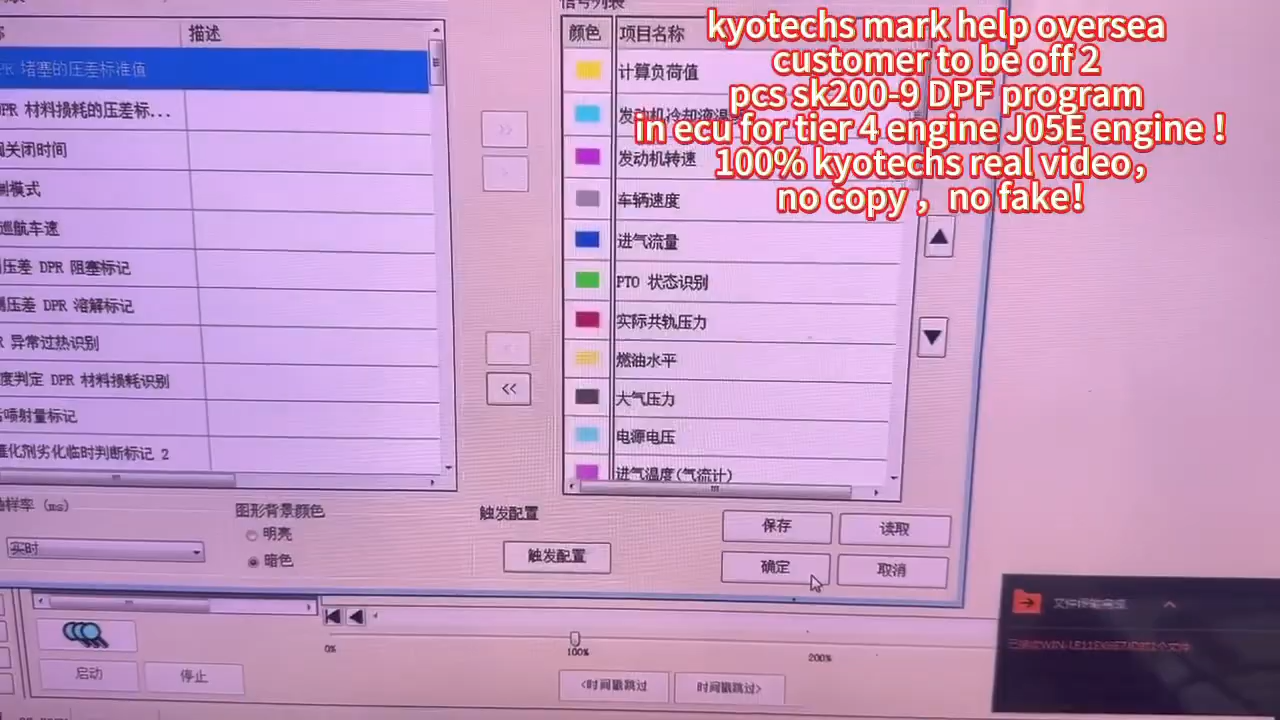 kyotechs mark help oversea
customer to be off 2
pcs sk200-9 DPF program
in ecu for tier 4 engine J05E engine！
100% kyotechs real video，
no copy， no fake！
描述
信号列表
堵塞的压差标准值
DPR 材料损耗的压差标...
关闭时间
模式
巡航车速
压差 DPR 阻塞标记
压差 DPR 溶解标记
异常过热识别
度判定 DPR 材料损耗识别
喷射量标记
催化剂劣化临时判断标记 2
颜色 项目名称
计算负荷值
发动机冷却液温
发动机转速
车辆速度
进气流量
PTO 状态识别
实际共轨压力
燃油水平
大气压力
电源电压
进气温度(气流计)
>>
>
<
<<
抽样率 (ms)
实时
图形背景颜色
明亮
暗色
触发配置
触发配置
保存
读取
确定
取消
启动
停止
0%
100%
200%
<时间戳跳过
时间戳跳过>